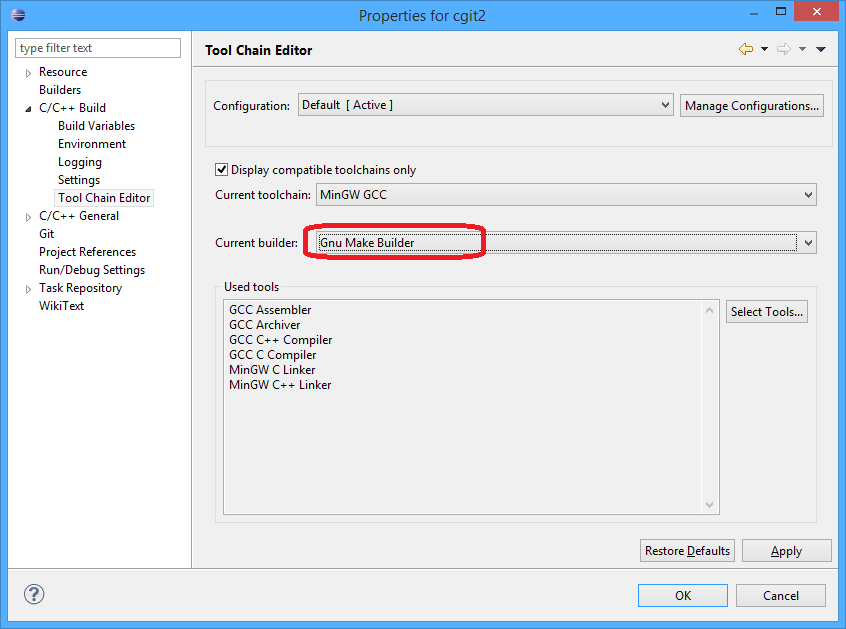 Properties for cgit2
type filter text
Resource
Builders
C/C++ Build
Build Variables
Environment
Logging
Settings
Tool Chain Editor
C/C++ General
Git
Project References
Run/Debug Settings
Task Repository
WikiText
Tool Chain Editor
Configuration: Default [ Active ] Manage Configurations...
Display compatible toolchains only
Current toolchain: MinGW GCC
Current builder: Gnu Make Builder
Used tools
GCC Assembler
GCC Archiver
GCC C++ Compiler
GCC C Compiler
MinGW C Linker
MinGW C++ Linker
Select Tools...
Restore Defaults Apply
? OK Cancel